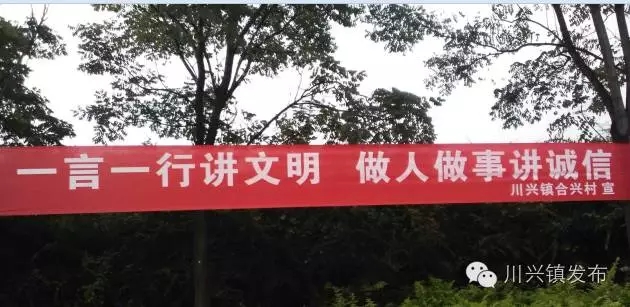 一言一行讲文明 做人做事讲诚信
川兴镇合兴村 宣
川兴镇发布